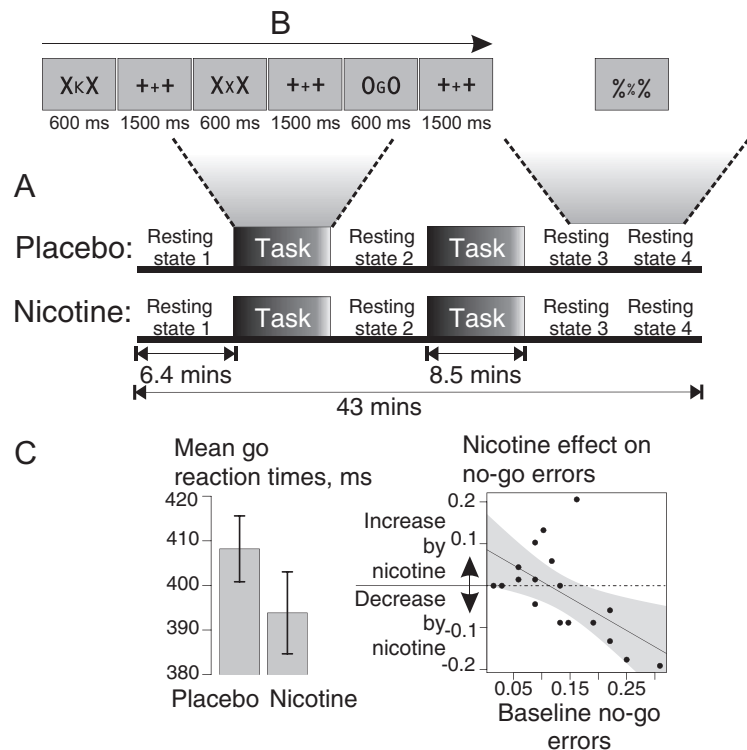 B
XKX +++ XXX +++ OGO +++ %%%
600 ms 1500 ms 600 ms 1500 ms 600 ms 1500 ms
A
Placebo: Resting state 1 Task Resting state 2 Task Resting state 3 Resting state 4
Nicotine: Resting state 1 Task Resting state 2 Task Resting state 3 Resting state 4
6.4 mins 8.5 mins
43 mins
C
Mean go
reaction times, ms
420
410
400
390
380
Placebo Nicotine
Nicotine effect on
no-go errors
Increase
by
nicotine
Decrease
by
nicotine
0.2
0.1
0
-0.1
-0.2
0.05 0.15 0.25
Baseline no-go
errors